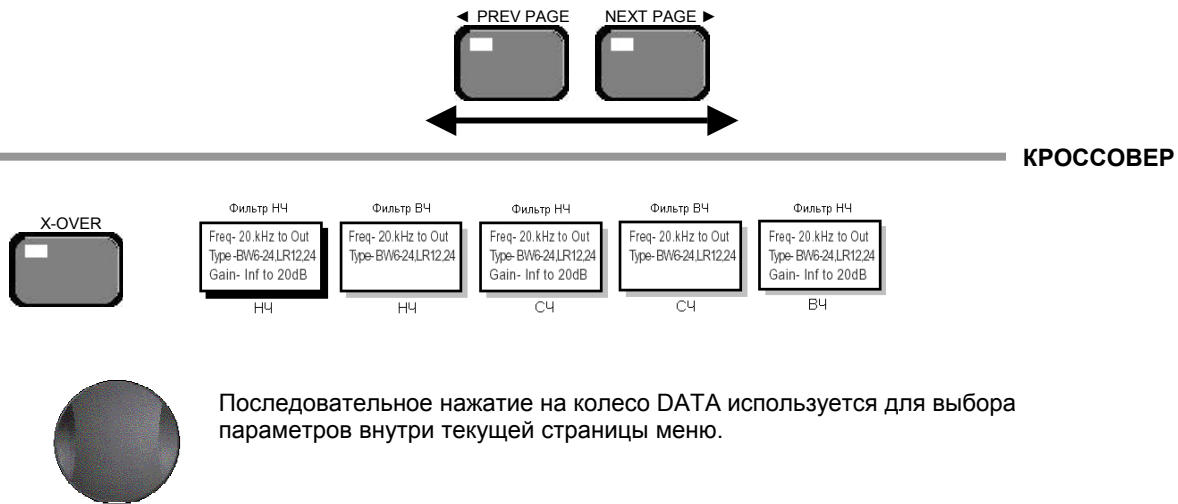 ◄ PREV PAGE NEXT PAGE ►
КРОССОВЕР
X-OVER
Фильтр НЧ
Freq- 20.kHz to Out
Type -BW6-24,LR12,24
Gain- Inf to 20dB
НЧ
Фильтр ВЧ
Freq- 20.kHz to Out
Type- BW6-24,LR12,24
НЧ
Фильтр НЧ
Freq- 20.kHz to Out
Type- BW6-24,LR12,24
Gain- Inf to 20dB
СЧ
Фильтр ВЧ
Freq- 20.kHz to Out
Type- BW6-24,LR12,24
СЧ
Фильтр НЧ
Freq- 20.kHz to Out
Type- BW6-24,LR12,24
Gain- Inf to 20dB
ВЧ
Последовательное нажатие на колесо DATA используется для выбора
параметров внутри текущей страницы меню.